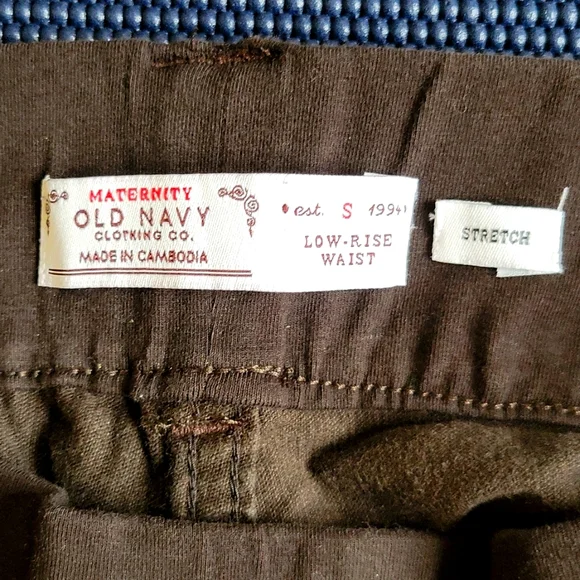 MATERNITY
OLD NAVY
CLOTHING CO.
MADE IN CAMBODIA
est. S 1994
LOW-RISE
WAIST
STRETCH